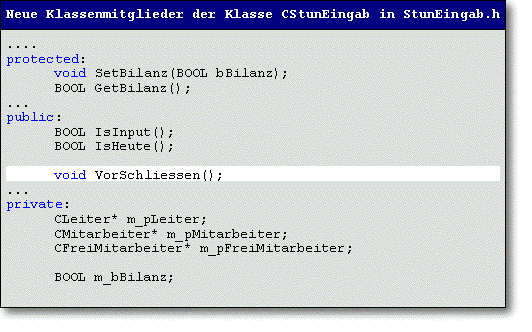 Neue Klassenmitglieder der Klasse CStunEingab in StunEingab.h
....
protected:
void SetBilanz(BOOL bBilanz);
BOOL GetBilanz();
...
public:
BOOL IsInput();
BOOL IsHeute();
void VorSchliessen();
...
private:
CLeiter* m_pLeiter;
CMitarbeiter* m_pMitarbeiter;
CFreiMitarbeiter* m_pFreiMitarbeiter;
BOOL m_bBilanz;